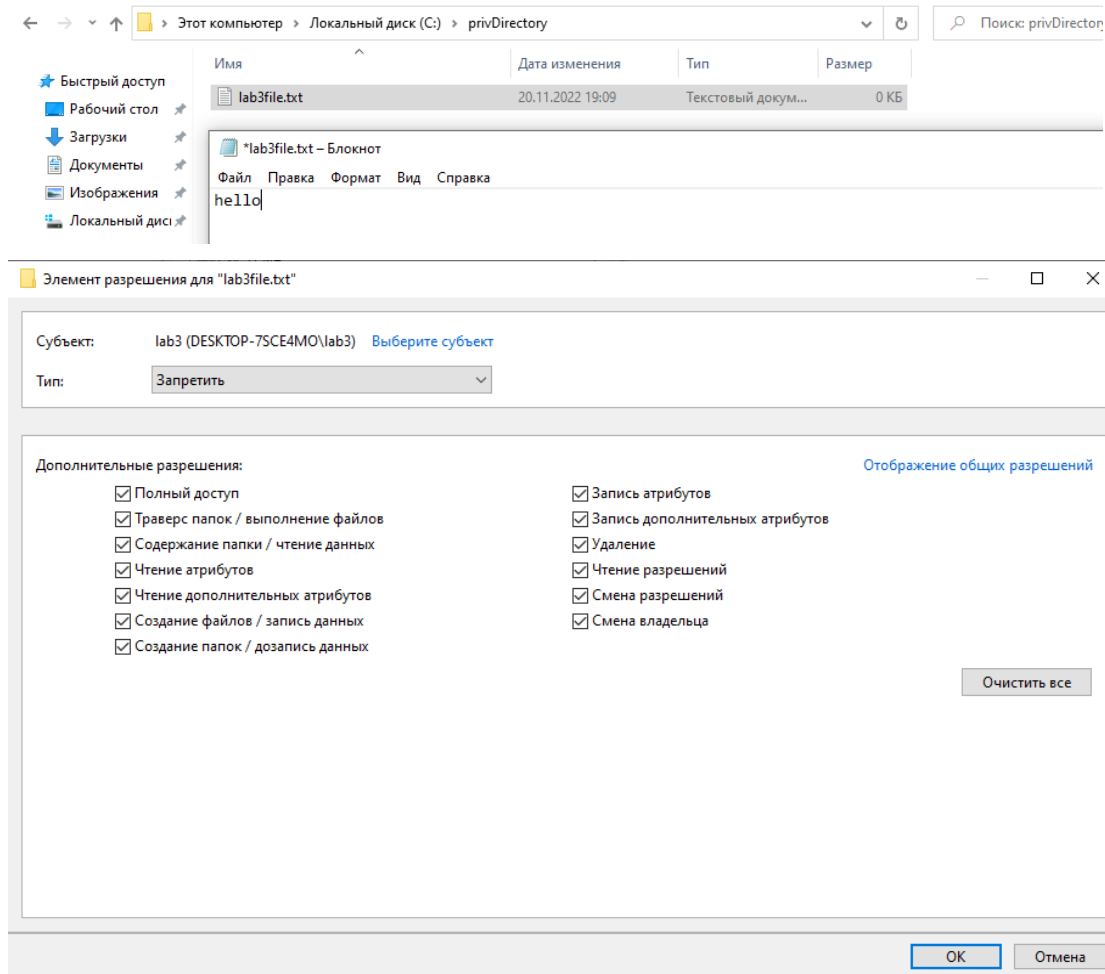 Этот компьютер > Локальный диск (C:) > privDirectory
Поиск: privDirectory
Имя Дата изменения Тип Размер
Быстрый доступ
lab3file.txt 20.11.2022 19:09 Текстовый докум... 0 КБ
Рабочий стол
Загрузки
Документы
Изображения
Локальный диск
*lab3file.txt – Блокнот
Файл Правка Формат Вид Справка
hello
Элемент разрешения для "lab3file.txt"
Субъект: lab3 (DESKTOP-7SCE4MO\lab3) Выберите субъект
Тип: Запретить
Дополнительные разрешения: Отображение общих разрешений
Полный доступ Запись атрибутов
Траверс папок / выполнение файлов Запись дополнительных атрибутов
Содержание папки / чтение данных Удаление
Чтение атрибутов Чтение разрешений
Чтение дополнительных атрибутов Смена разрешений
Создание файлов / запись данных Смена владельца
Создание папок / дозапись данных
Очистить все
OK Отмена